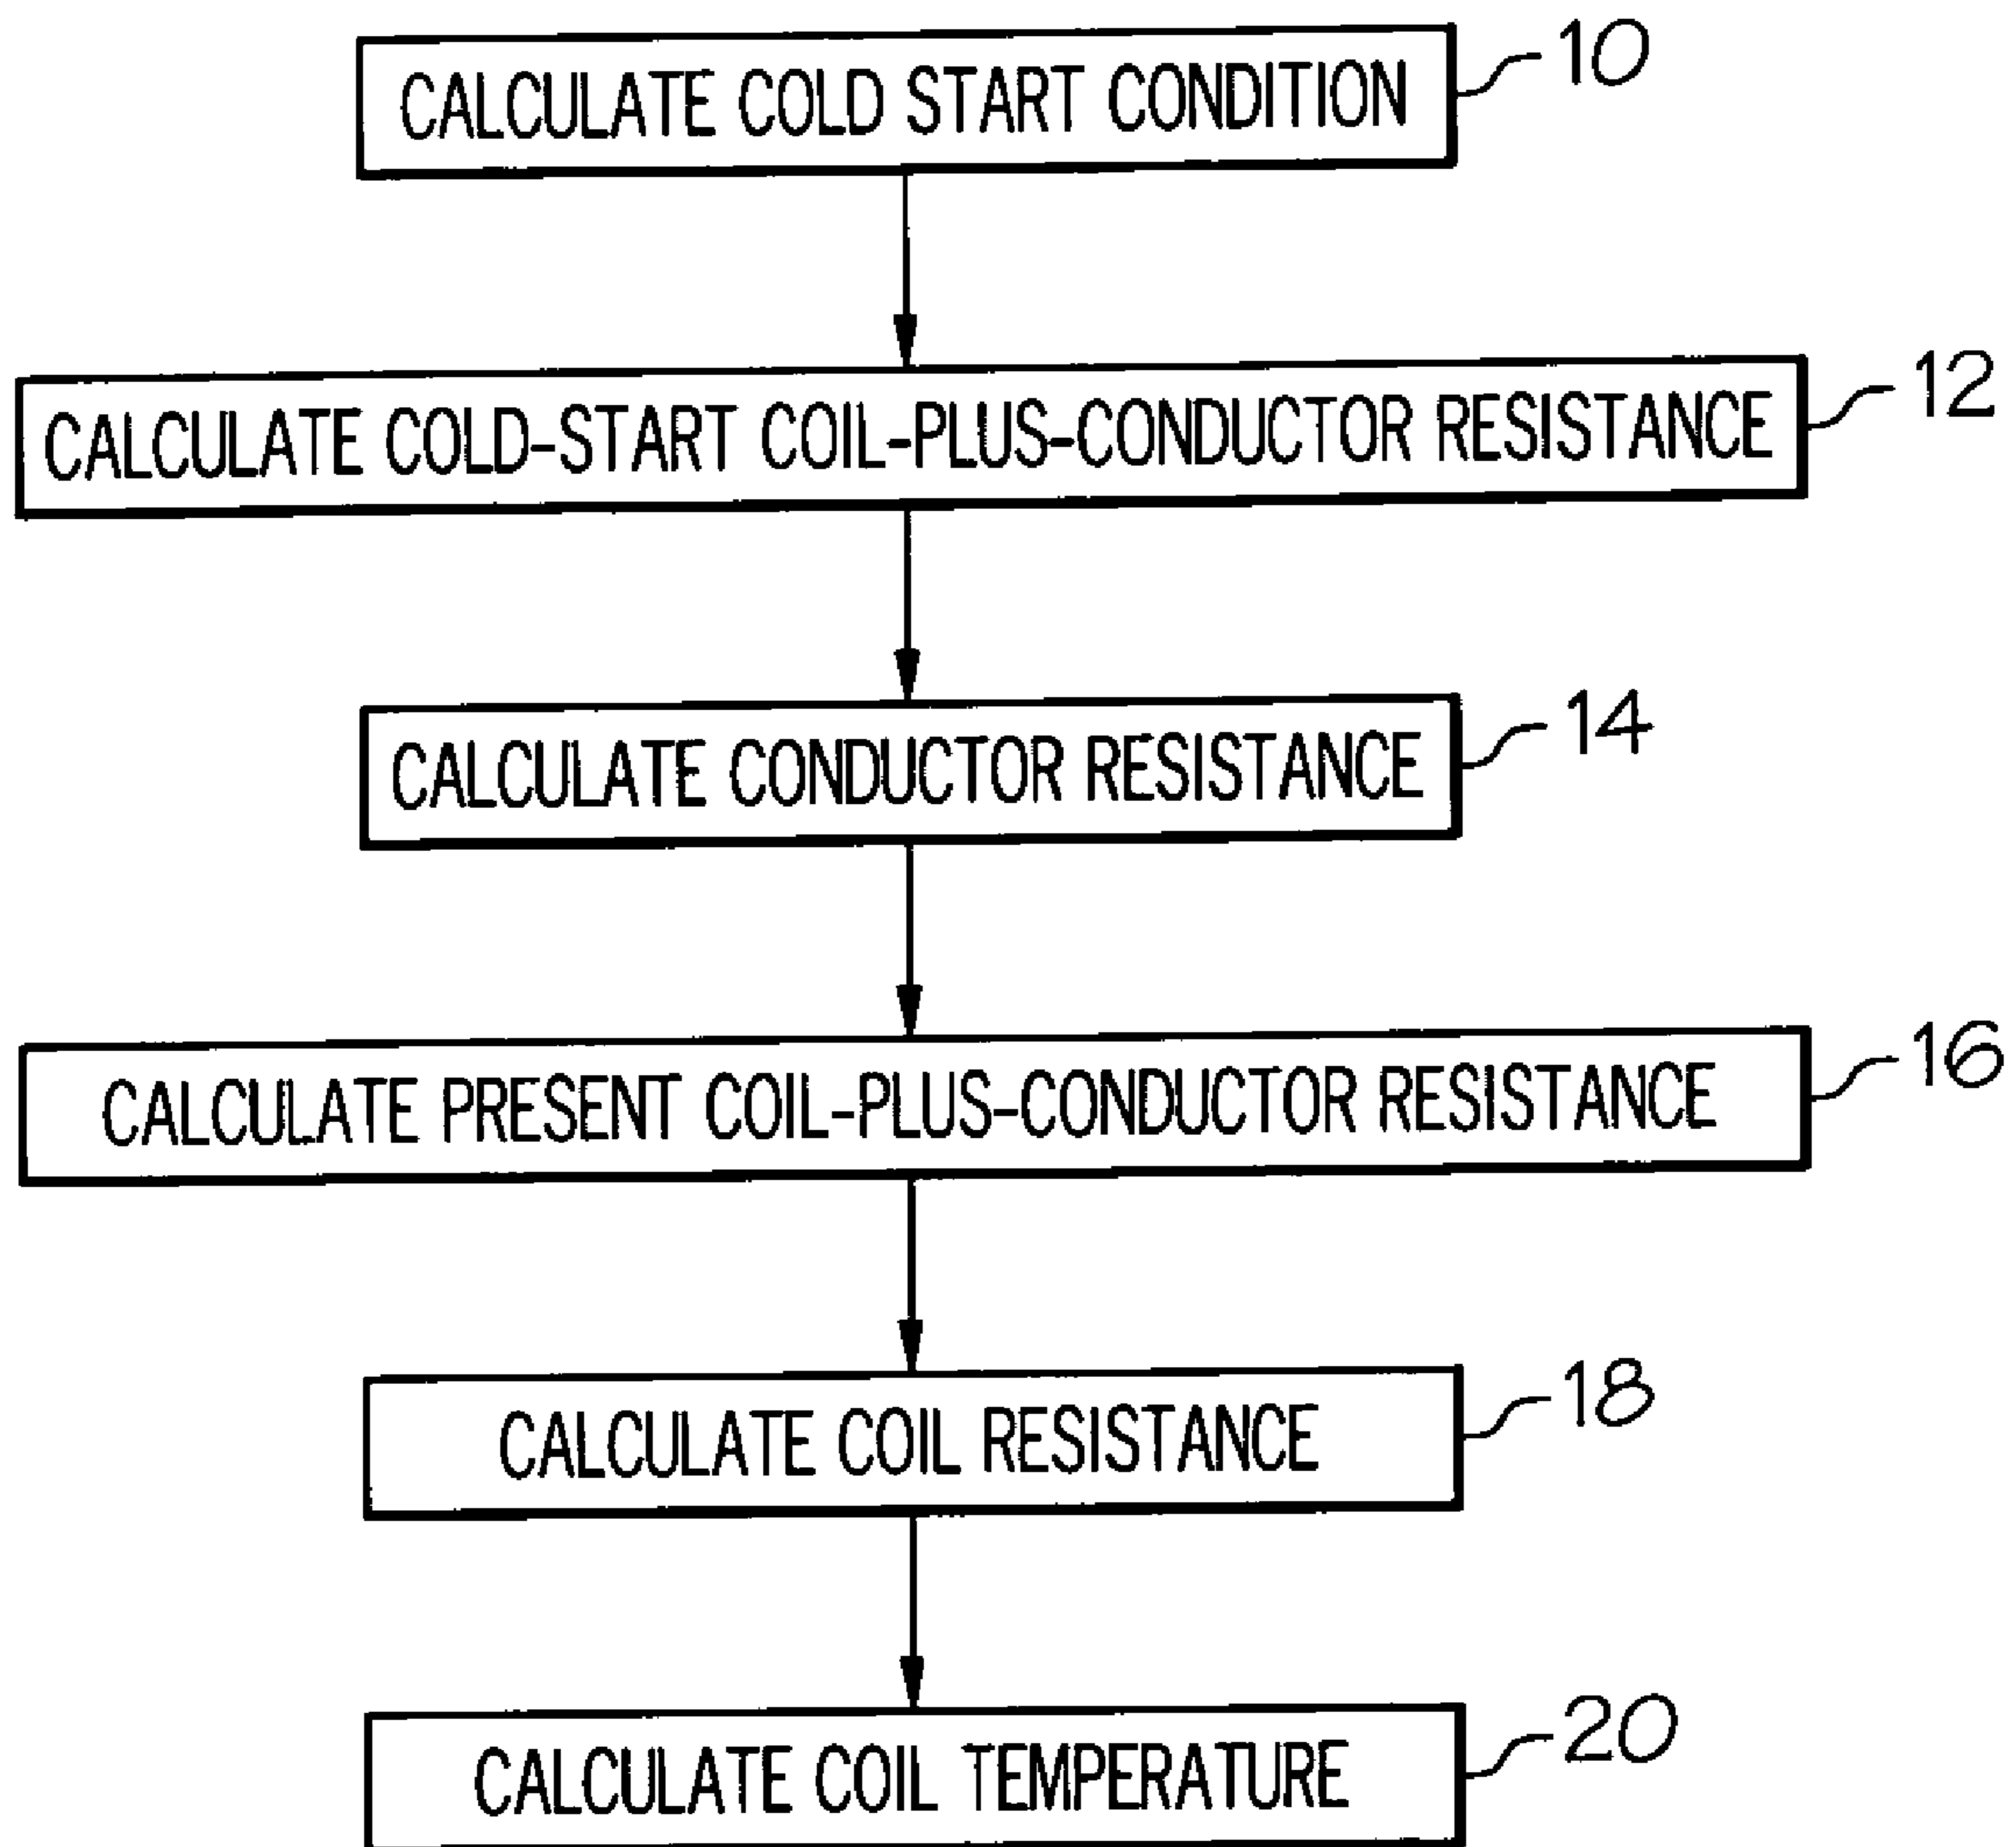 CALCULATE COLD START CONDITION 10
CALCULATE COLD-START COIL-PLUS-CONDUCTOR RESISTANCE 12
CALCULATE CONDUCTOR RESISTANCE 14
CALCULATE PRESENT COIL-PLUS-CONDUCTOR RESISTANCE 16
CALCULATE COIL RESISTANCE 18
CALCULATE COIL TEMPERATURE 20